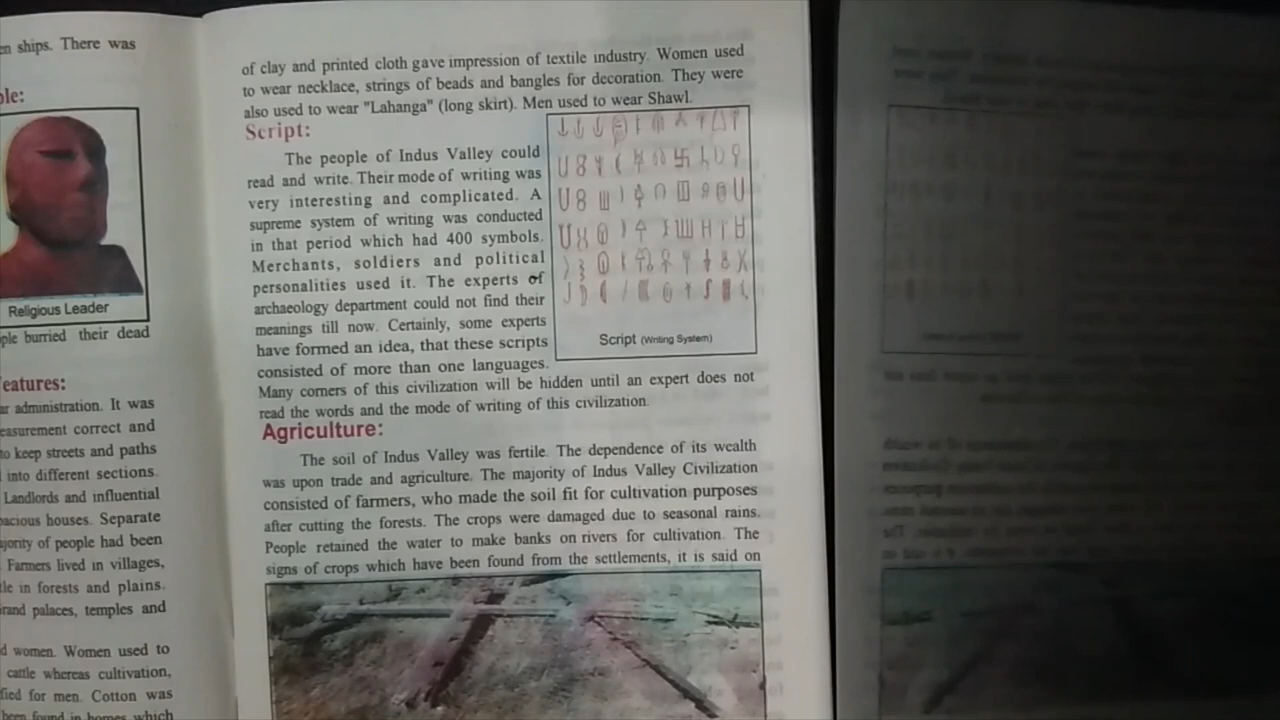 en ships. There was
ple:
Religious Leader
ple burried their dead
eatures:
ar administration. It was
easurement correct and
to keep streets and paths
into different sections.
Landlords and influential
pacious houses. Separate
ajority of people had been
Farmers lived in villages,
tle in forests and plains.
grand palaces, temples and
d women. Women used to
cattle whereas cultivation,
fied for men. Cotton was
been found in homes which
of clay and printed cloth gave impression of textile industry. Women used
to wear necklace, strings of beads and bangles for decoration. They were
also used to wear "Lahanga" (long skirt). Men used to wear Shawl.
Script:
The people of Indus Valley could
read and write. Their mode of writing was
very interesting and complicated. A
supreme system of writing was conducted
in that period which had 400 symbols.
Merchants, soldiers and political
personalities used it. The experts of
archaeology department could not find their
meanings till now. Certainly, some experts
have formed an idea, that these scripts
consisted of more than one languages.
Script (Writing System)
Many corners of this civilization will be hidden until an expert does not
read the words and the mode of writing of this civilization.
Agriculture:
The soil of Indus Valley was fertile. The dependence of its wealth
was upon trade and agriculture. The majority of Indus Valley Civilization
consisted of farmers, who made the soil fit for cultivation purposes
after cutting the forests. The crops were damaged due to seasonal rains.
People retained the water to make banks on rivers for cultivation. The
signs of crops which have been found from the settlements, it is said on